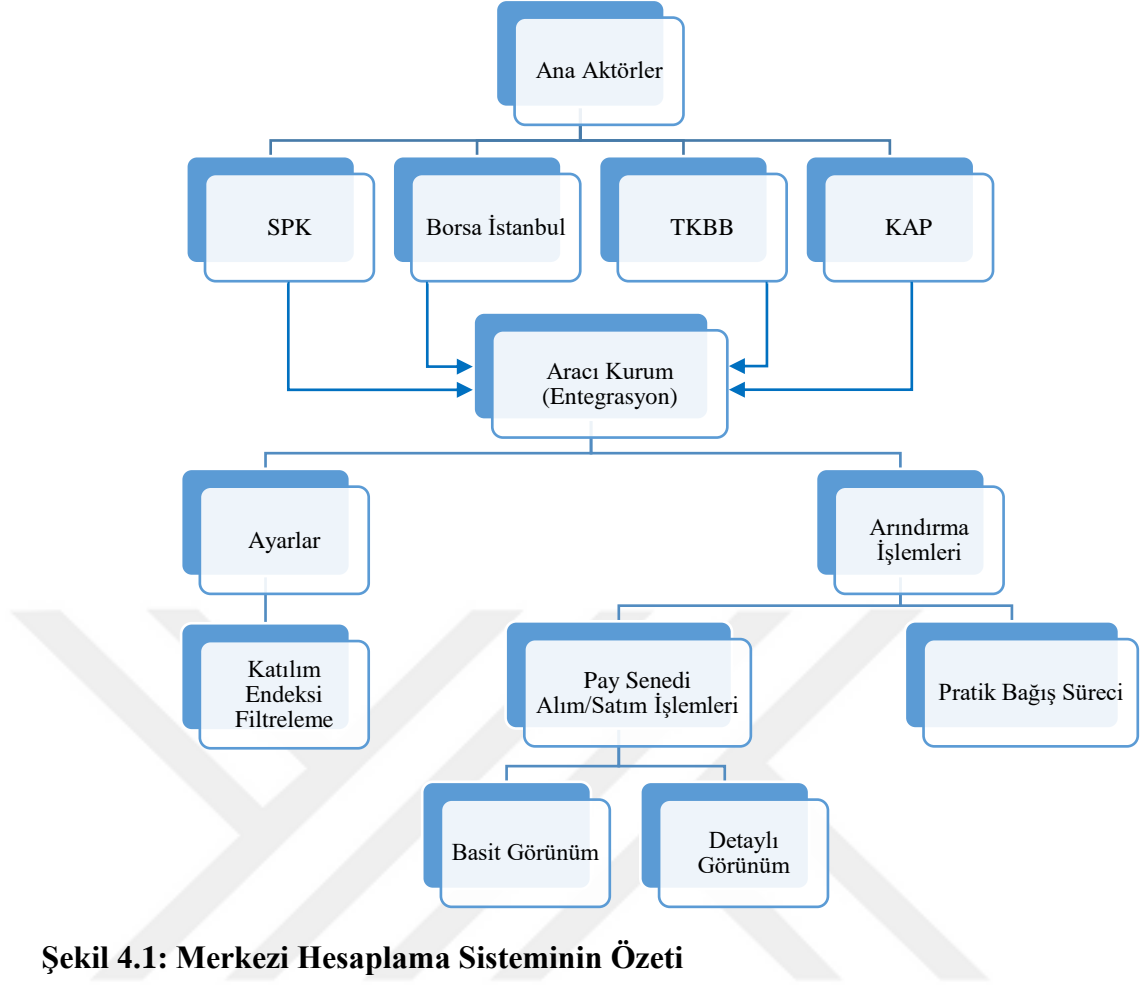 Ana Aktörler
SPK
Borsa İstanbul
TKBB
KAP
Aracı Kurum
(Entegrasyon)
Ayarlar
Arındırma
İşlemleri
Katılım
Endeksi
Filtreleme
Pay Senedi
Alım/Satım İşlemleri
Pratik Bağış Süreci
Basit Görünüm
Detaylı
Görünüm
Şekil 4.1: Merkezi Hesaplama Sisteminin Özeti